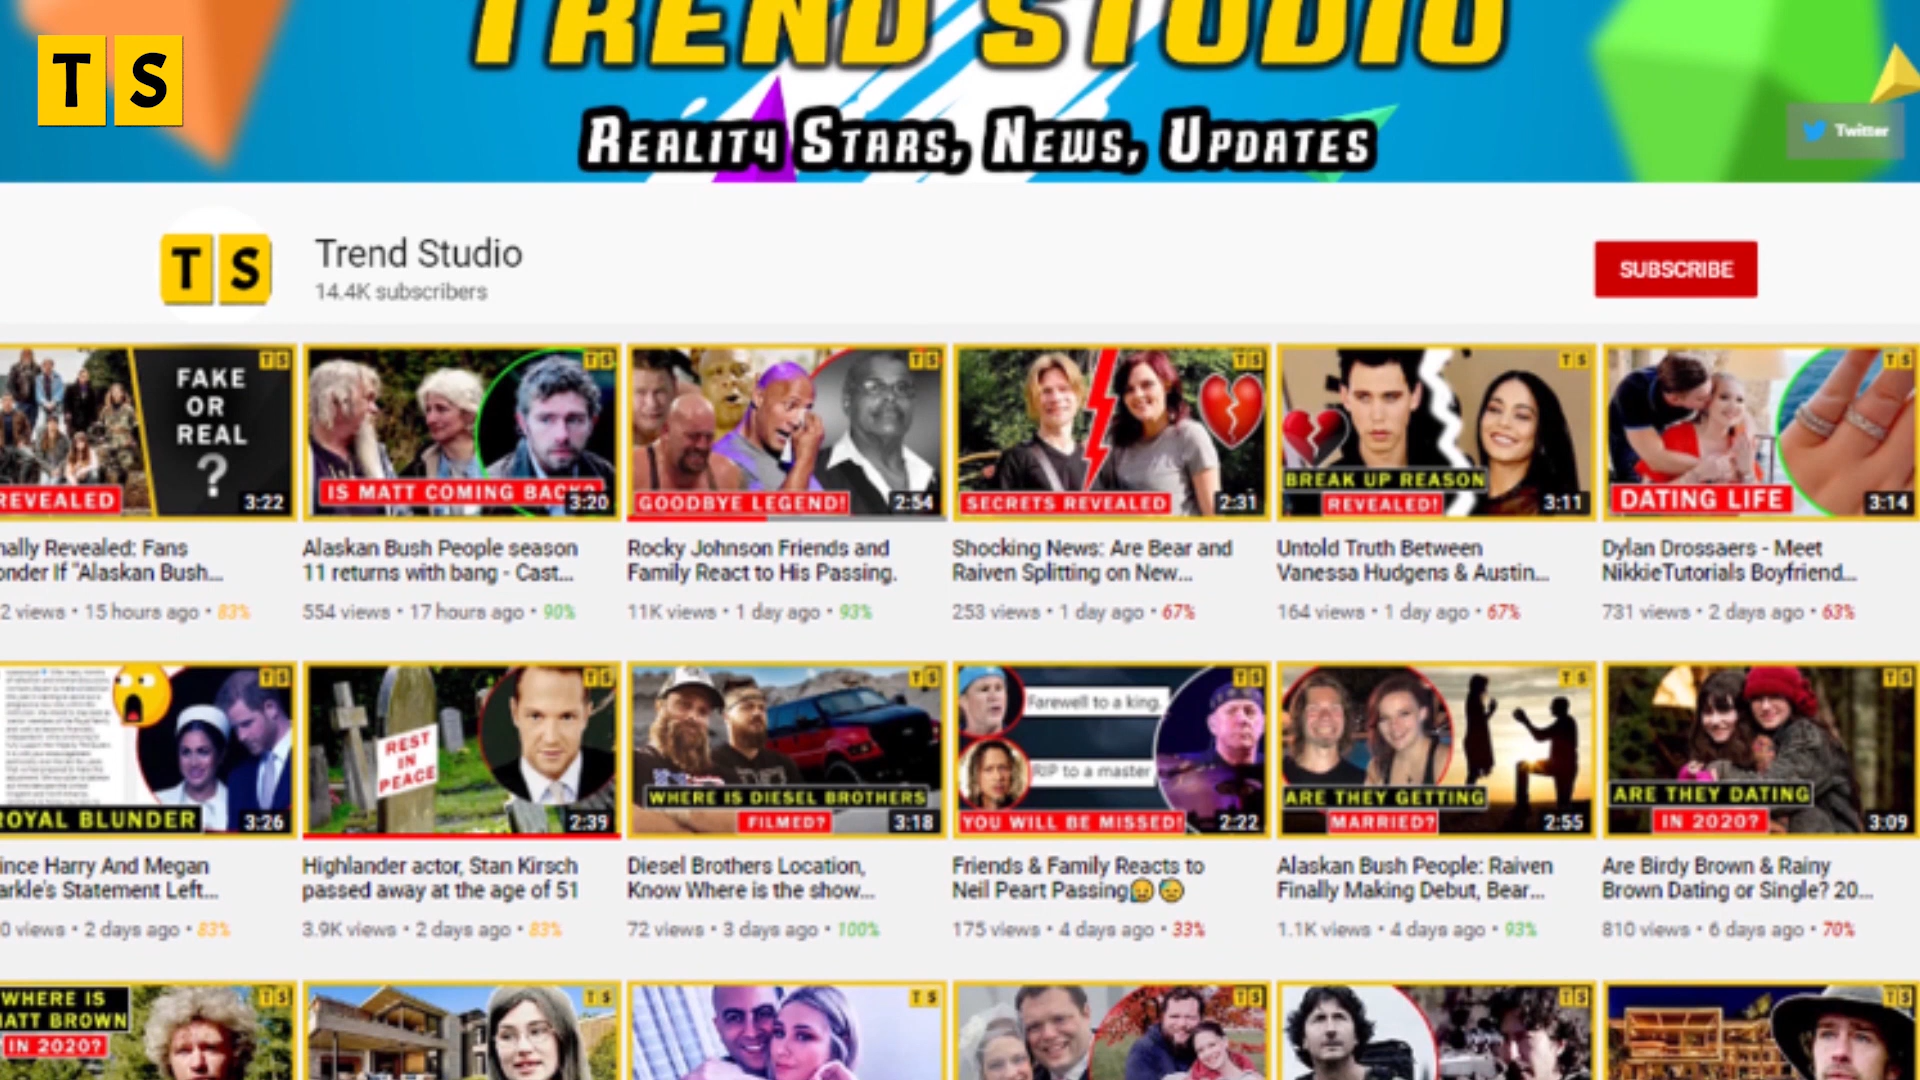 TREND STUDIO
T S
REALITY STARS, NEWS, UPDATES
Twitter
T S
Trend Studio
14.4K subscribers
SUBSCRIBE
FAKE
OR
REAL
?
REVEALED
3:22
T S
IS MATT COMING BACK?
3:20
T S
GOODBYE LEGEND!
2:54
T S
SECRETS REVEALED
2:31
T S
BREAK UP REASON
REVEALED!
3:11
T S
DATING LIFE
3:14
T S
nally Revealed: Fans
onder If "Alaskan Bush...
2 views • 15 hours ago • 83%
Alaskan Bush People season
11 returns with bang - Cast...
554 views • 17 hours ago • 90%
Rocky Johnson Friends and
Family React to His Passing.
11K views • 1 day ago • 93%
Shocking News: Are Bear and
Raiven Splitting on New...
253 views • 1 day ago • 67%
Untold Truth Between
Vanessa Hudgens & Austin...
164 views • 1 day ago • 67%
Dylan Drossaers - Meet
NikkieTutorials Boyfriend...
731 views • 2 days ago • 63%
T S
ROYAL BLUNDER
3:26
T S
REST
IN
PEACE
2:39
T S
WHERE IS DIESEL BROTHERS
FILMED?
3:18
T S
Farewell to a king.
RIP to a master
YOU WILL BE MISSED!
2:22
T S
ARE THEY GETTING
MARRIED?
2:55
T S
ARE THEY DATING
IN 2020?
3:09
ince Harry And Megan
arkle's Statement Left...
0 views • 2 days ago • 83%
Highlander actor, Stan Kirsch
passed away at the age of 51
3.9K views • 2 days ago • 83%
Diesel Brothers Location,
Know Where is the show...
72 views • 3 days ago • 100%
Friends & Family Reacts to
Neil Peart Passing😥😥
175 views • 4 days ago • 33%
Alaskan Bush People: Raiven
Finally Making Debut, Bear...
1.1K views • 4 days ago • 93%
Are Birdy Brown & Rainy
Brown Dating or Single? 20...
810 views • 6 days ago • 70%
WHERE IS
MATT BROWN
IN 2020?
T S
T S
T S
T S
T S
T S